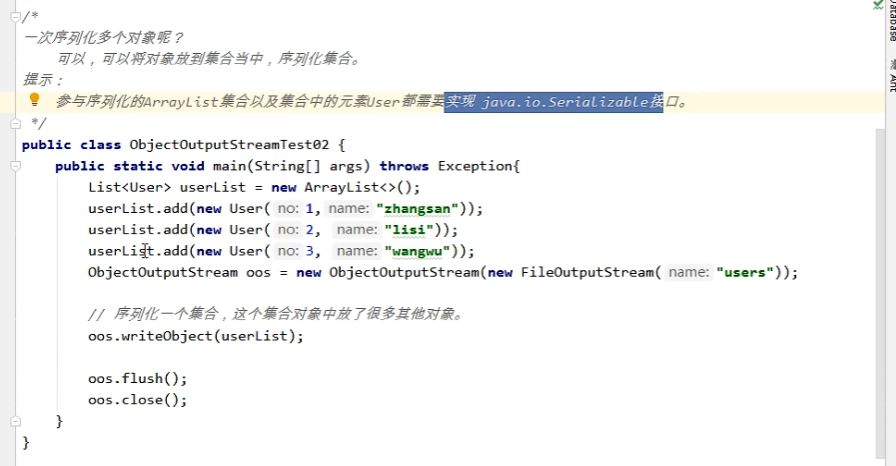 /*
一次序列化多个对象呢？
可以，可以将对象放到集合当中，序列化集合。
提示：
参与序列化的ArrayList集合以及集合中的元素User都需要实现 java.io.Serializable接口。
*/
public class ObjectOutputStreamTest02 {
public static void main(String[] args) throws Exception{
List<User> userList = new ArrayList<>();
userList.add(new User( no: 1, name: "zhangsan"));
userList.add(new User( no: 2, name: "lisi"));
userList.add(new User( no: 3, name: "wangwu"));
ObjectOutputStream oos = new ObjectOutputStream(new FileOutputStream( name: "users"));
// 序列化一个集合，这个集合对象中放了很多其他对象。
oos.writeObject(userList);
oos.flush();
oos.close();
}
}
Database
Ant